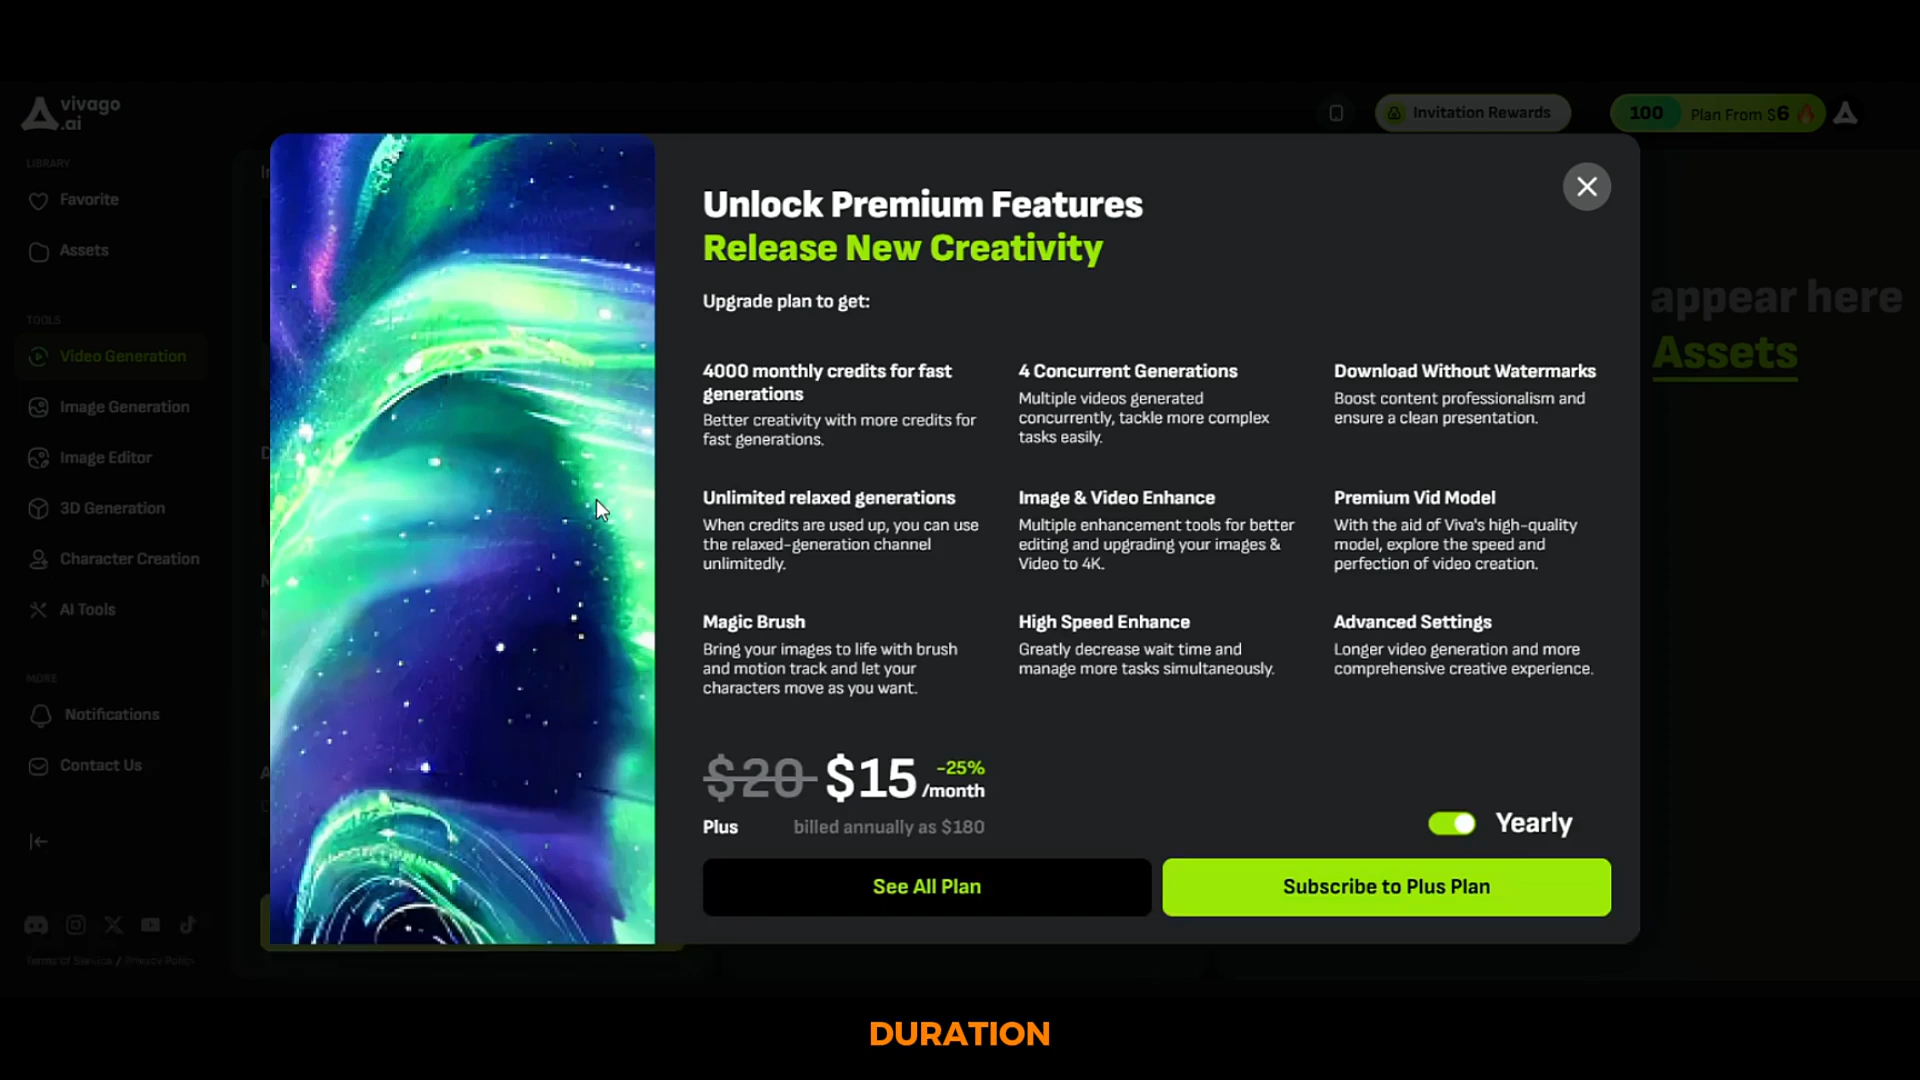 vivago
.ai
Invitation Rewards
100
Plan From $6
LIBRARY
Favorite
Assets
TOOLS
Video Generation
Image Generation
Image Editor
3D Generation
Character Creation
AI Tools
MORE
Notifications
Contact Us
Terms of Service / Privacy Policy
appear here
Assets
Unlock Premium Features
Release New Creativity
Upgrade plan to get:
4000 monthly credits for fast
generations
Better creativity with more credits for
fast generations.
4 Concurrent Generations
Multiple videos generated
concurrently, tackle more complex
tasks easily.
Download Without Watermarks
Boost content professionalism and
ensure a clean presentation.
Unlimited relaxed generations
When credits are used up, you can use
the relaxed-generation channel
unlimitedly.
Image & Video Enhance
Multiple enhancement tools for better
editing and upgrading your images &
Video to 4K.
Premium Vid Model
With the aid of Viva's high-quality
model, explore the speed and
perfection of video creation.
Magic Brush
Bring your images to life with brush
and motion track and let your
characters move as you want.
High Speed Enhance
Greatly decrease wait time and
manage more tasks simultaneously.
Advanced Settings
Longer video generation and more
comprehensive creative experience.
$20 $15 -25%
/month
Plus billed annually as $180
Yearly
See All Plan
Subscribe to Plus Plan
DURATION